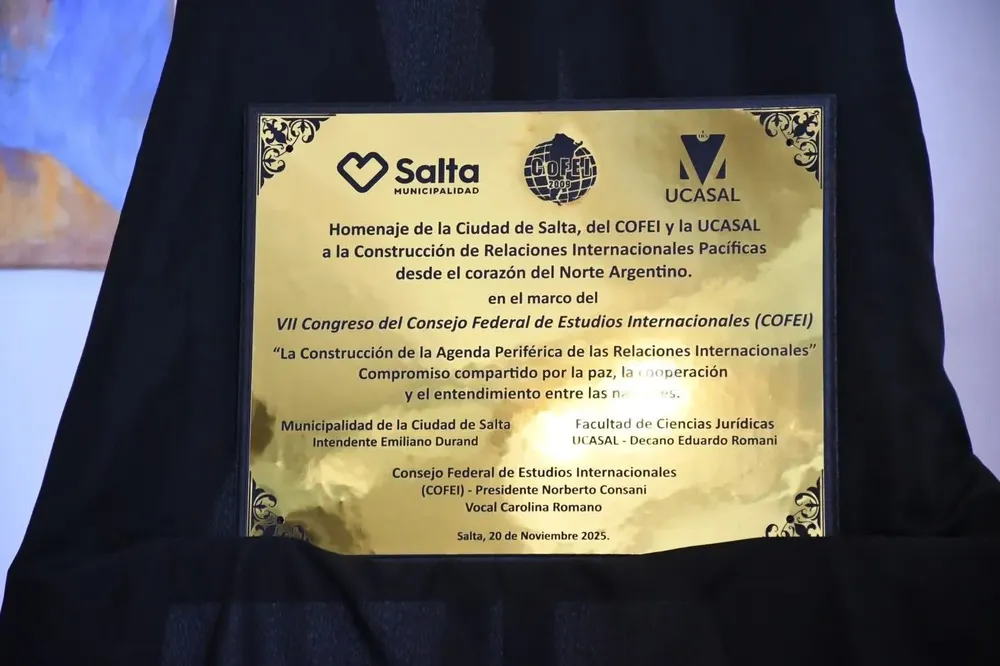 Salta
MUNICIPALIDAD
COFEI
2009
UCASAL
Homenaje de la Ciudad de Salta, del COFEI y la UCASAL
a la Construcción de Relaciones Internacionales Pacíficas
desde el corazón del Norte Argentino.
en el marco del
VII Congreso del Consejo Federal de Estudios Internacionales (COFEI)
“La Construcción de la Agenda Periférica de las Relaciones Internacionales”
Compromiso compartido por la paz, la cooperación
y el entendimiento entre las
Municipalidad de la Ciudad de Salta
Intendente Emiliano Durand
Facultad de Ciencias Jurídicas
UCASAL - Decano Eduardo Romani
Consejo Federal de Estudios Internacionales
(COFEI) - Presidente Norberto Consani
Vocal Carolina Romano
Salta, 20 de Noviembre 2025.